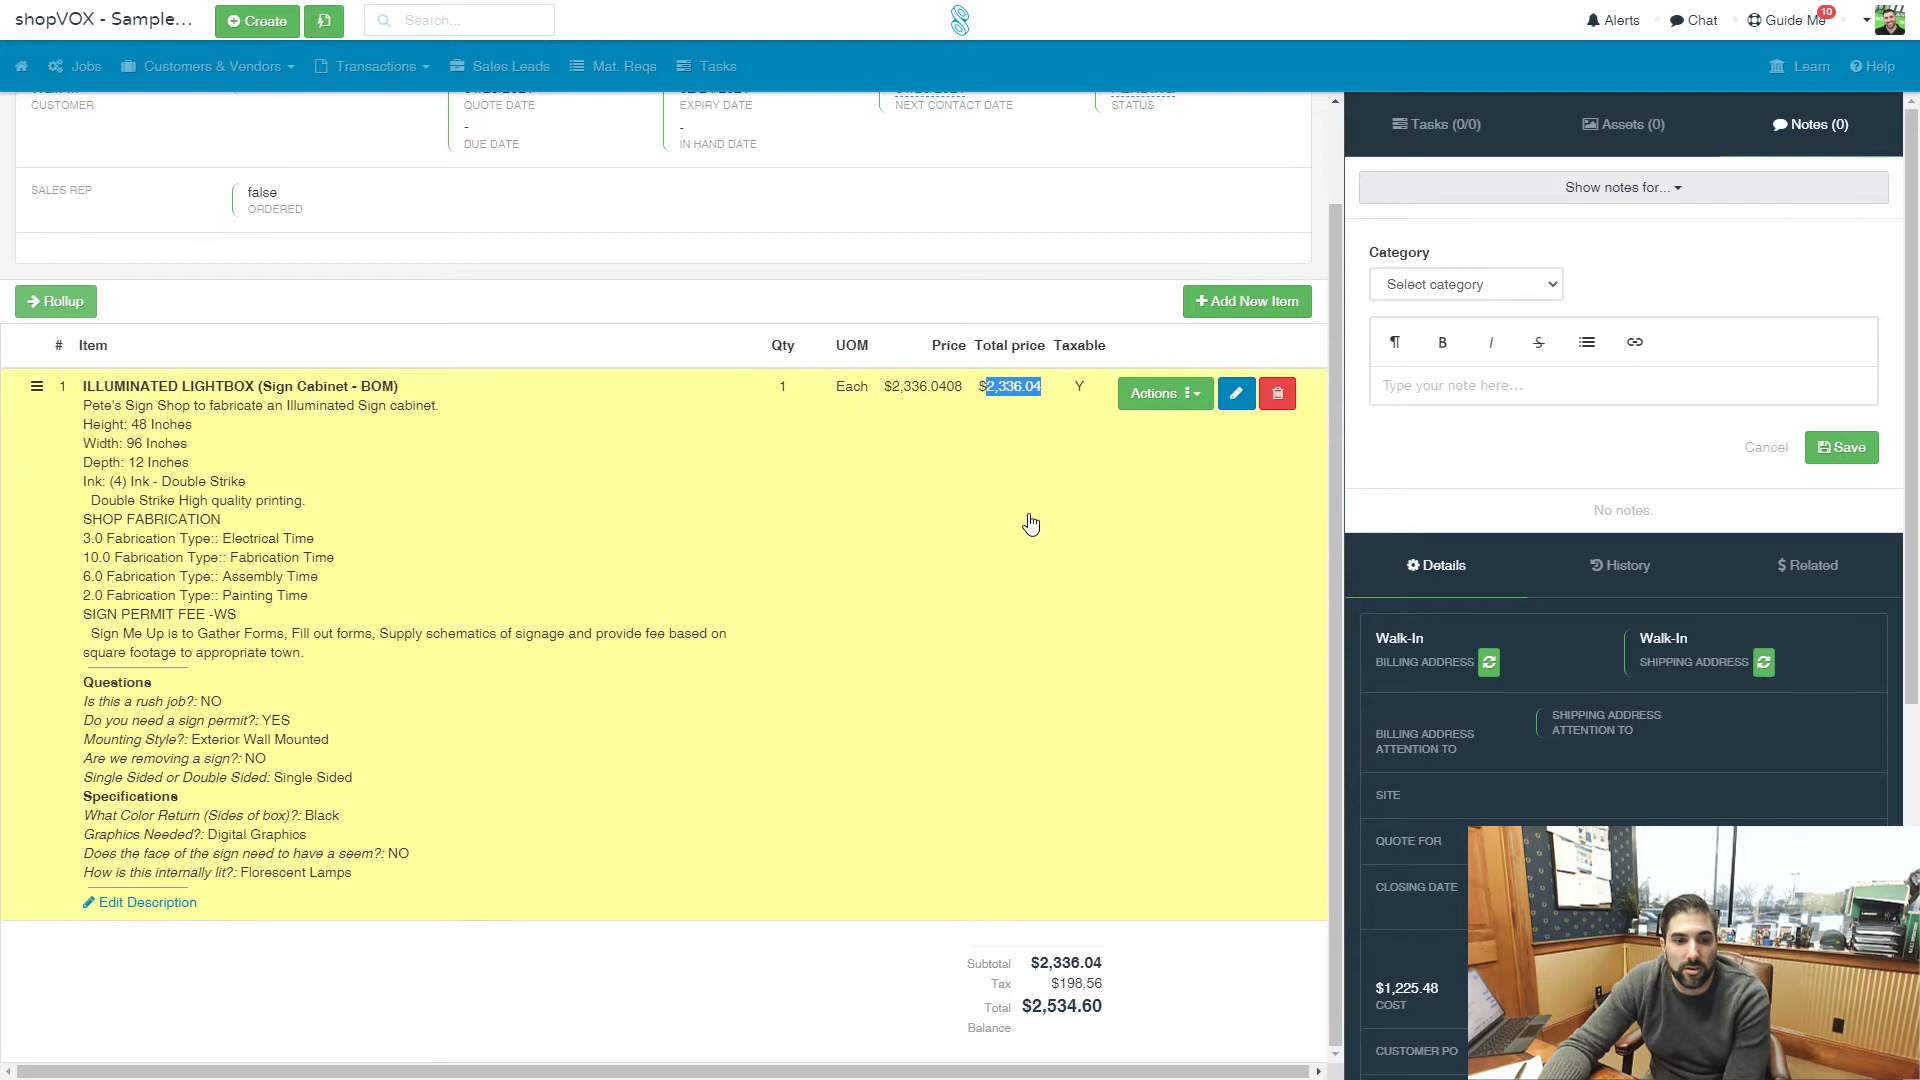 shopVOX - Sample...
Create
Search...
Alerts
Chat
Guide Me
10
Jobs
Customers & Vendors
Transactions
Sales Leads
Mat. Reqs
Tasks
Learn
Help
CUSTOMER
QUOTE DATE
EXPIRY DATE
NEXT CONTACT DATE
STATUS
-
-
DUE DATE
IN HAND DATE
SALES REP
false
ORDERED
Rollup
Add New Item
# Item Qty UOM Price Total price Taxable
1 ILLUMINATED LIGHTBOX (Sign Cabinet - BOM) 1 Each $2,336.0408 $2,336.04 Y
Actions
Pete's Sign Shop to fabricate an Illuminated Sign cabinet.
Height: 48 Inches
Width: 96 Inches
Depth: 12 Inches
Ink: (4) Ink - Double Strike
Double Strike High quality printing.
SHOP FABRICATION
3.0 Fabrication Type:: Electrical Time
10.0 Fabrication Type:: Fabrication Time
6.0 Fabrication Type:: Assembly Time
2.0 Fabrication Type:: Painting Time
SIGN PERMIT FEE -WS
Sign Me Up is to Gather Forms, Fill out forms, Supply schematics of signage and provide fee based on
square footage to appropriate town.
Questions
Is this a rush job?: NO
Do you need a sign permit?: YES
Mounting Style?: Exterior Wall Mounted
Are we removing a sign?: NO
Single Sided or Double Sided: Single Sided
Specifications
What Color Return (Sides of box)?: Black
Graphics Needed?: Digital Graphics
Does the face of the sign need to have a seem?: NO
How is this internally lit?: Florescent Lamps
Edit Description
Subtotal $2,336.04
Tax $198.56
Total $2,534.60
Balance
Tasks (0/0)
Assets (0)
Notes (0)
Show notes for...
Category
Select category
¶ B I S
Type your note here...
Cancel
Save
No notes.
Details
History
Related
Walk-In
BILLING ADDRESS
Walk-In
SHIPPING ADDRESS
BILLING ADDRESS
ATTENTION TO
SHIPPING ADDRESS
ATTENTION TO
SITE
QUOTE FOR
CLOSING DATE
$1,225.48
COST
CUSTOMER PO